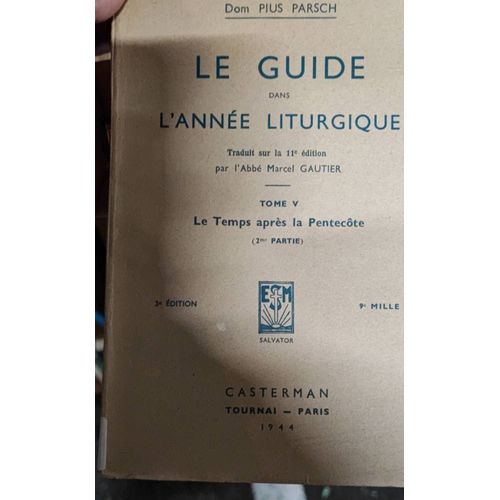 Dom PIUS PARSCH
LE GUIDE
DANS
L'ANNÉE LITURGIQUE
Traduit sur la 11e édition
par l'Abbé Marcel GAUTIER
TOME V
Le Temps après la Pentecôte
(2me PARTIE)
3e ÉDITION
ESM
9e MILLE
SALVATOR
CASTERMAN
TOURNAI — PARIS
1944